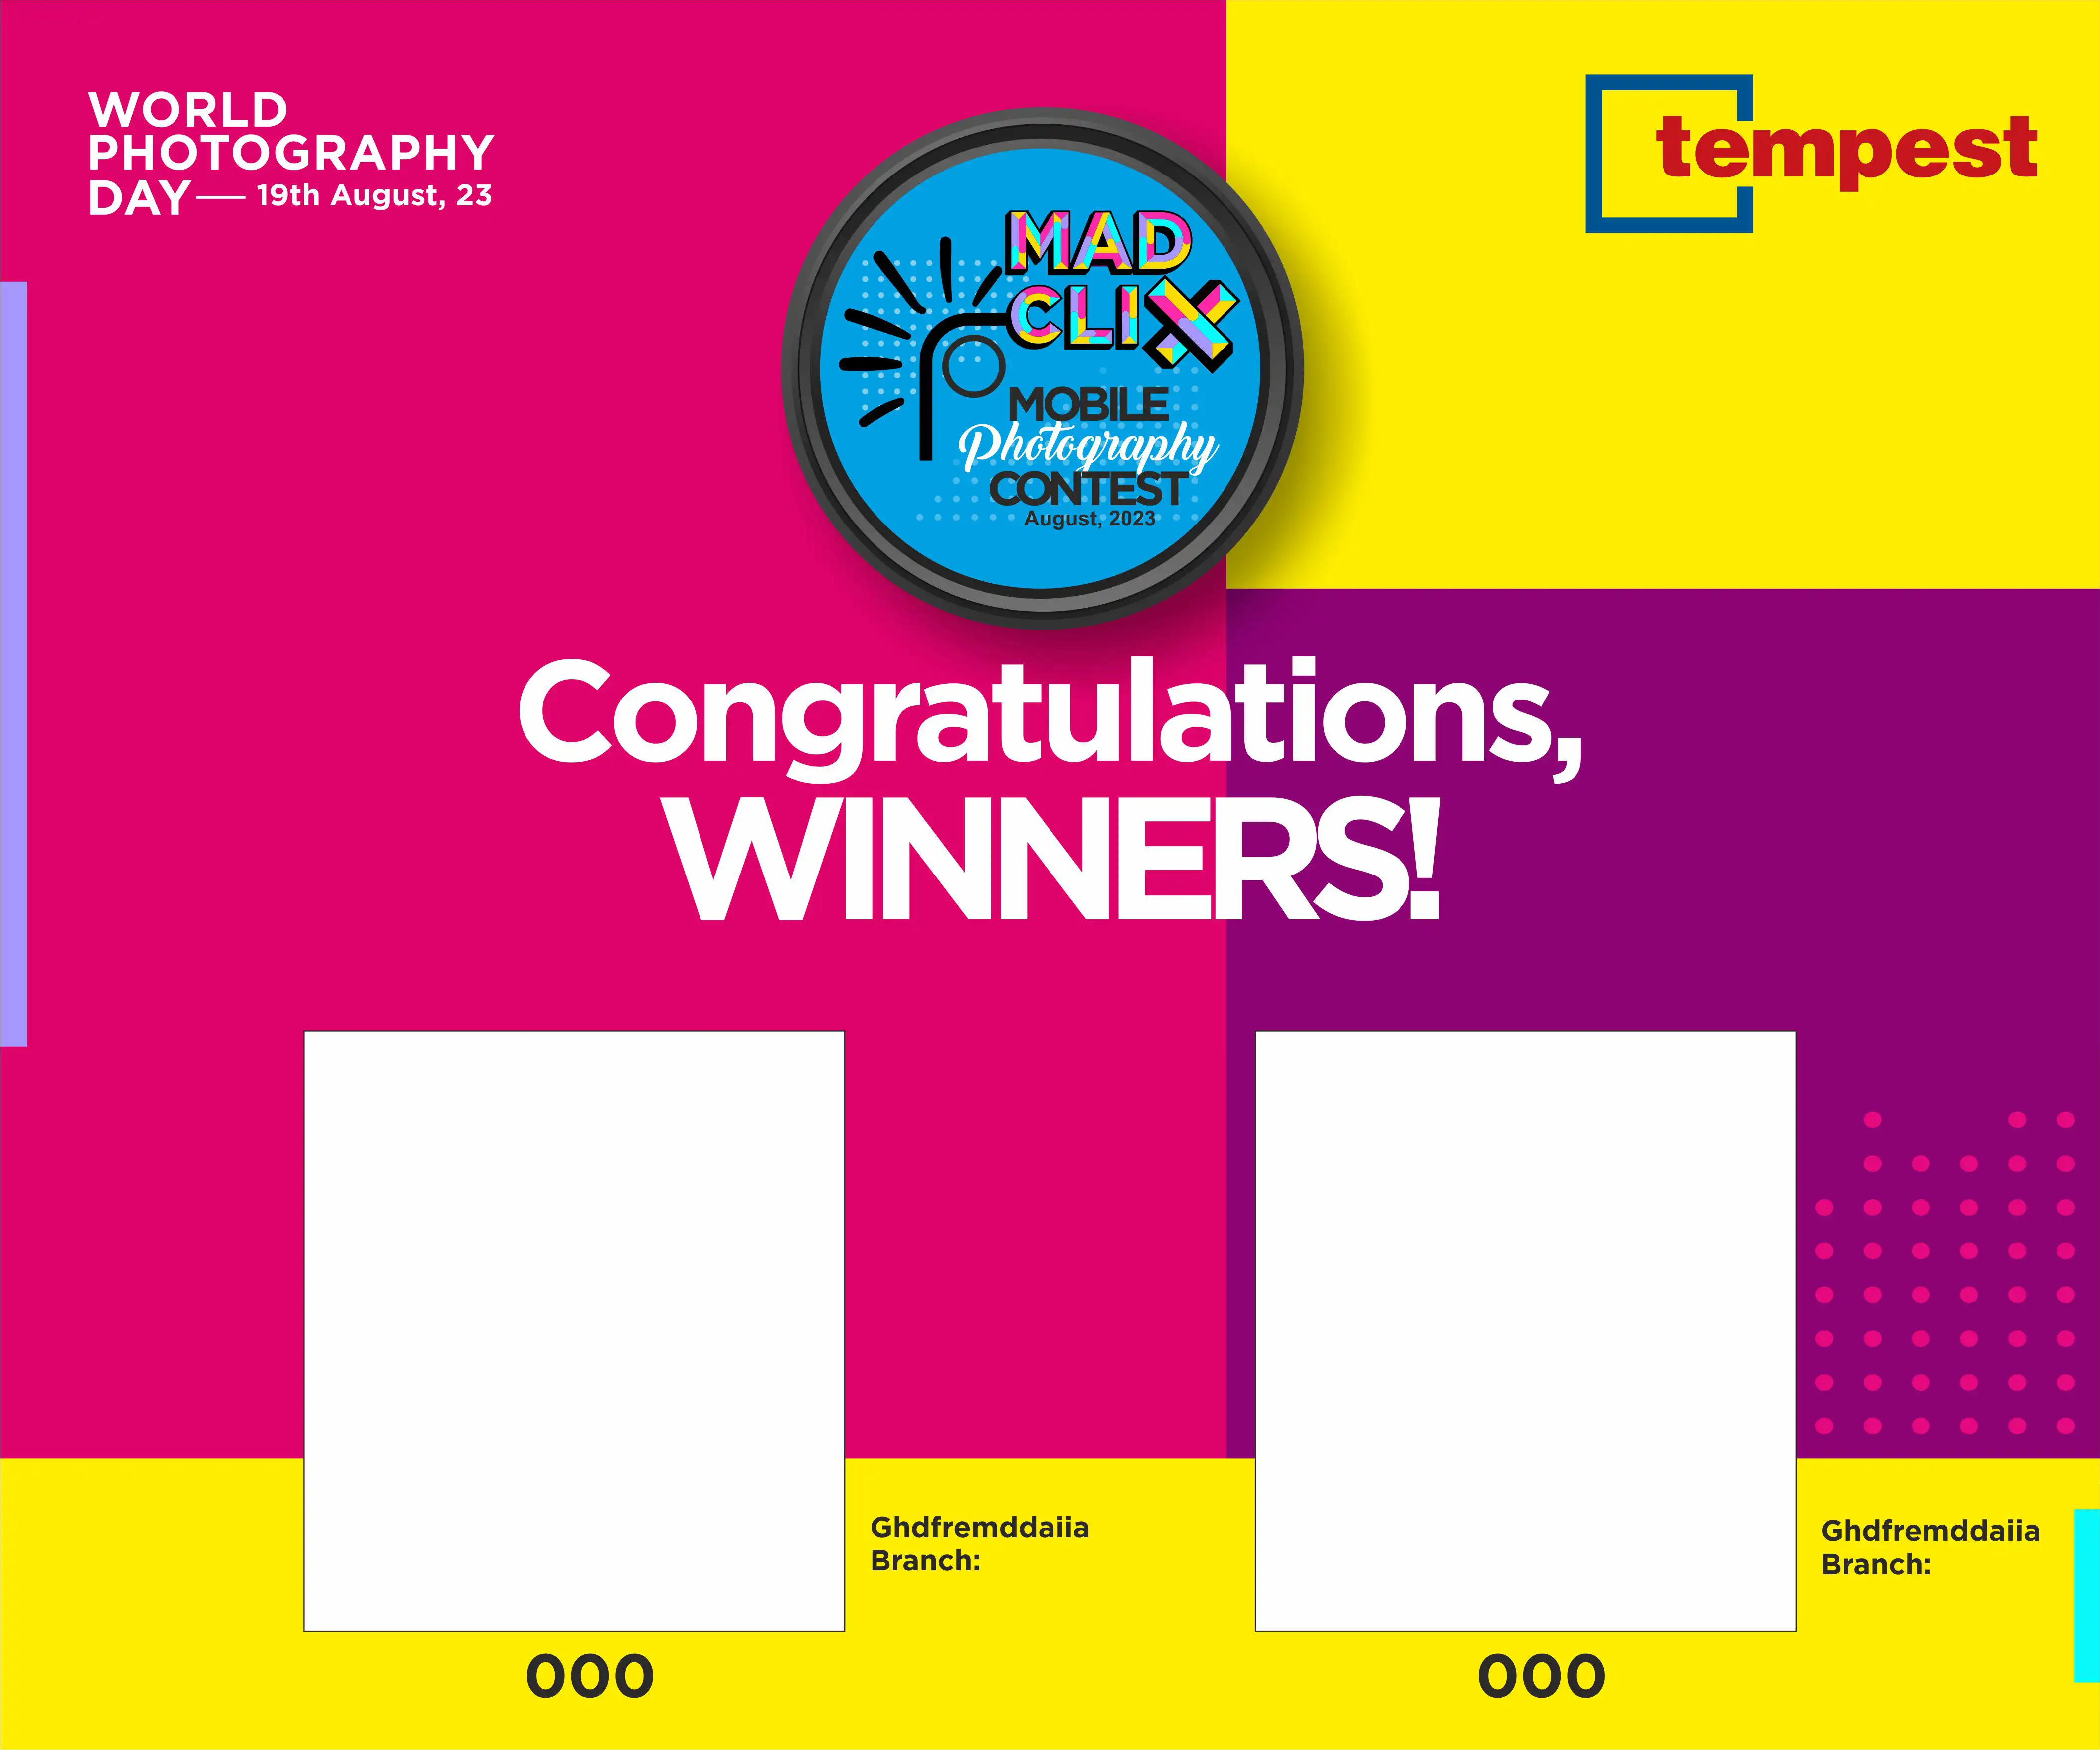 WORLD
PHOTOGRAPHY
DAY — 19th August, 23
tempest
MAD
CLIX
MOBILE
Photography
CONTEST
August, 2023
Congratulations,
WINNERS!
Ghdfremddaiia
Branch:
000
Ghdfremddaiia
Branch:
000